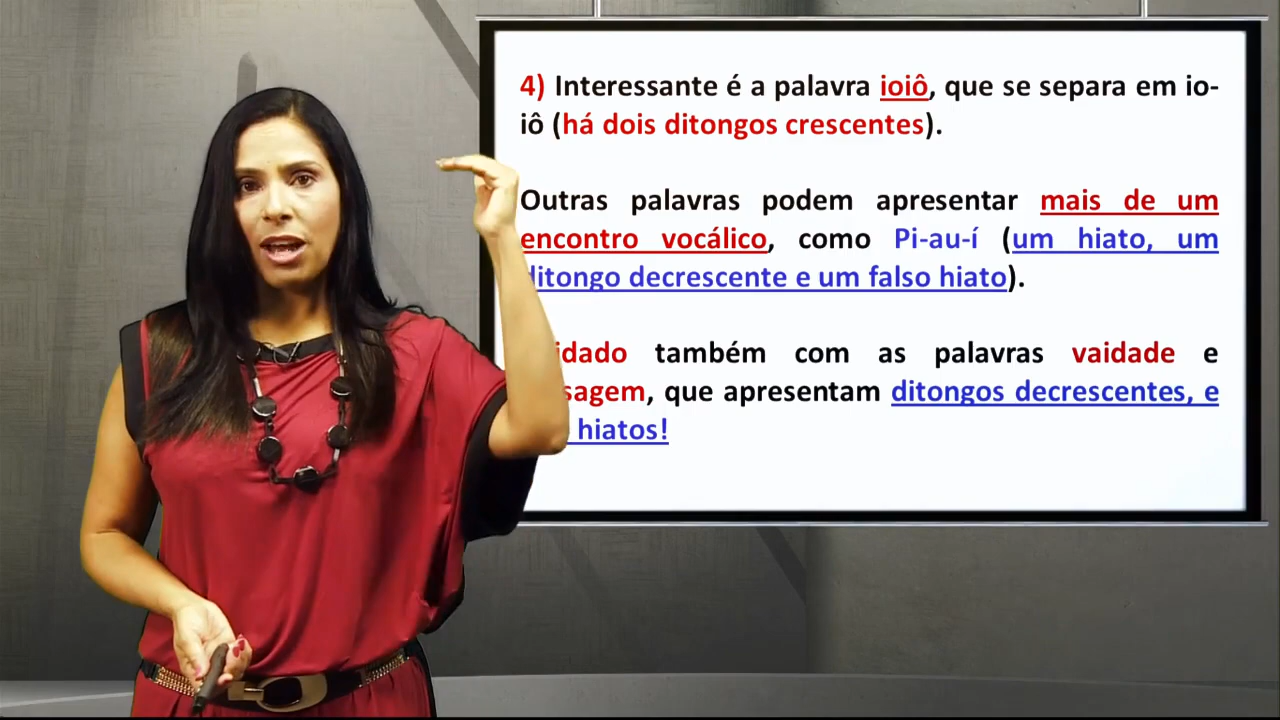 4) Interessante é a palavra ioiô, que se separa em io-
iô (há dois ditongos crescentes).
Outras palavras podem apresentar mais de um
encontro vocálico, como Pi-au-í (um hiato, um
ditongo decrescente e um falso hiato).
também com as palavras vaidade e
que apresentam ditongos decrescentes, e
hiatos!